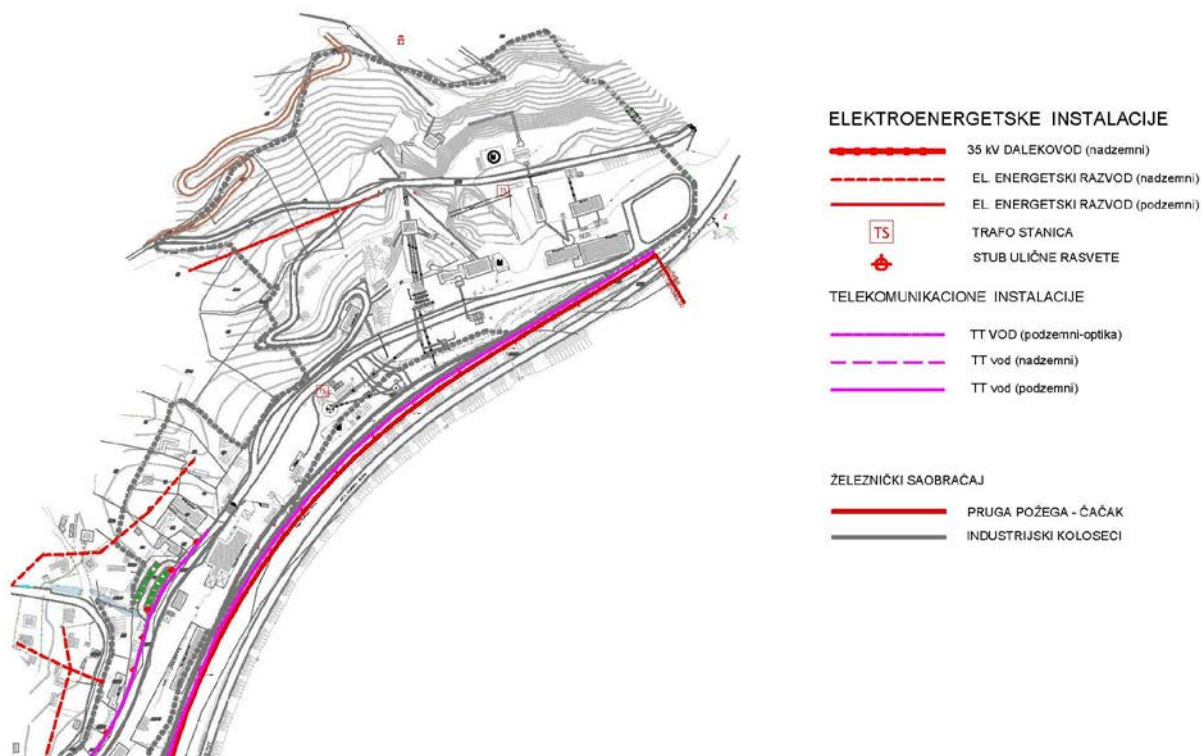 TS
TS
ELEKTROENERGETSKE INSTALACIJE
35 kV DALEKOVOD (nadzemni)
EL. ENERGETSKI RAZVOD (nadzemni)
EL. ENERGETSKI RAZVOD (podzemni)
TS TRAFO STANICA
STUB ULIČNE RASVETE
TELEKOMUNIKACIONE INSTALACIJE
TT VOD (podzemni-optika)
TT vod (nadzemni)
TT vod (podzemni)
ŽELEZNIČKI SAOBRAĆAJ
PRUGA POŽEGA - ČAČAK
INDUSTRIJSKI KOLOSECI